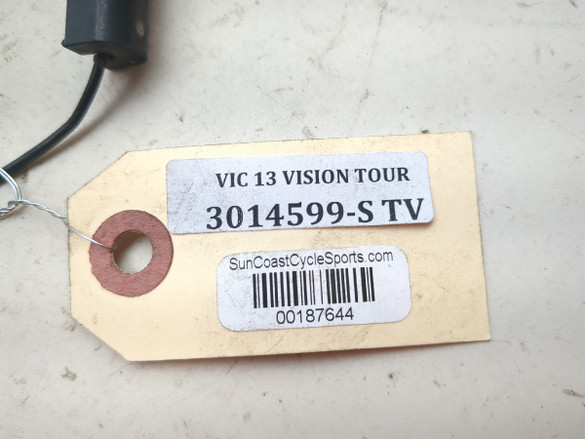 VIC 13 VISION TOUR
3014599-S TV
SunCoastCycleSports.com
00187644